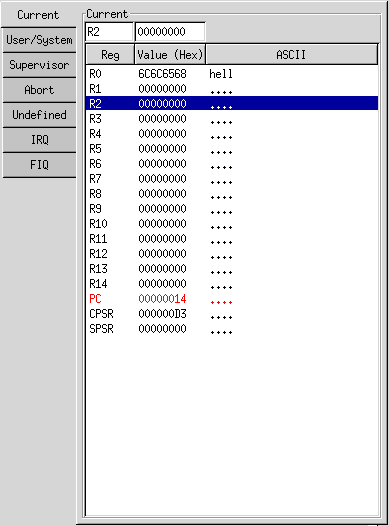 Current
User/System
Supervisor
Abort
Undefined
IRQ
FIQ
Current
R2 00000000
Reg Value (Hex) ASCII
R0 6C6C6568 hell
R1 00000000 ....
R2 00000000 ....
R3 00000000 ....
R4 00000000 ....
R5 00000000 ....
R6 00000000 ....
R7 00000000 ....
R8 00000000 ....
R9 00000000 ....
R10 00000000 ....
R11 00000000 ....
R12 00000000 ....
R13 00000000 ....
R14 00000000 ....
PC 00000014 ....
CPSR 000000D3 ....
SPSR 00000000 ....